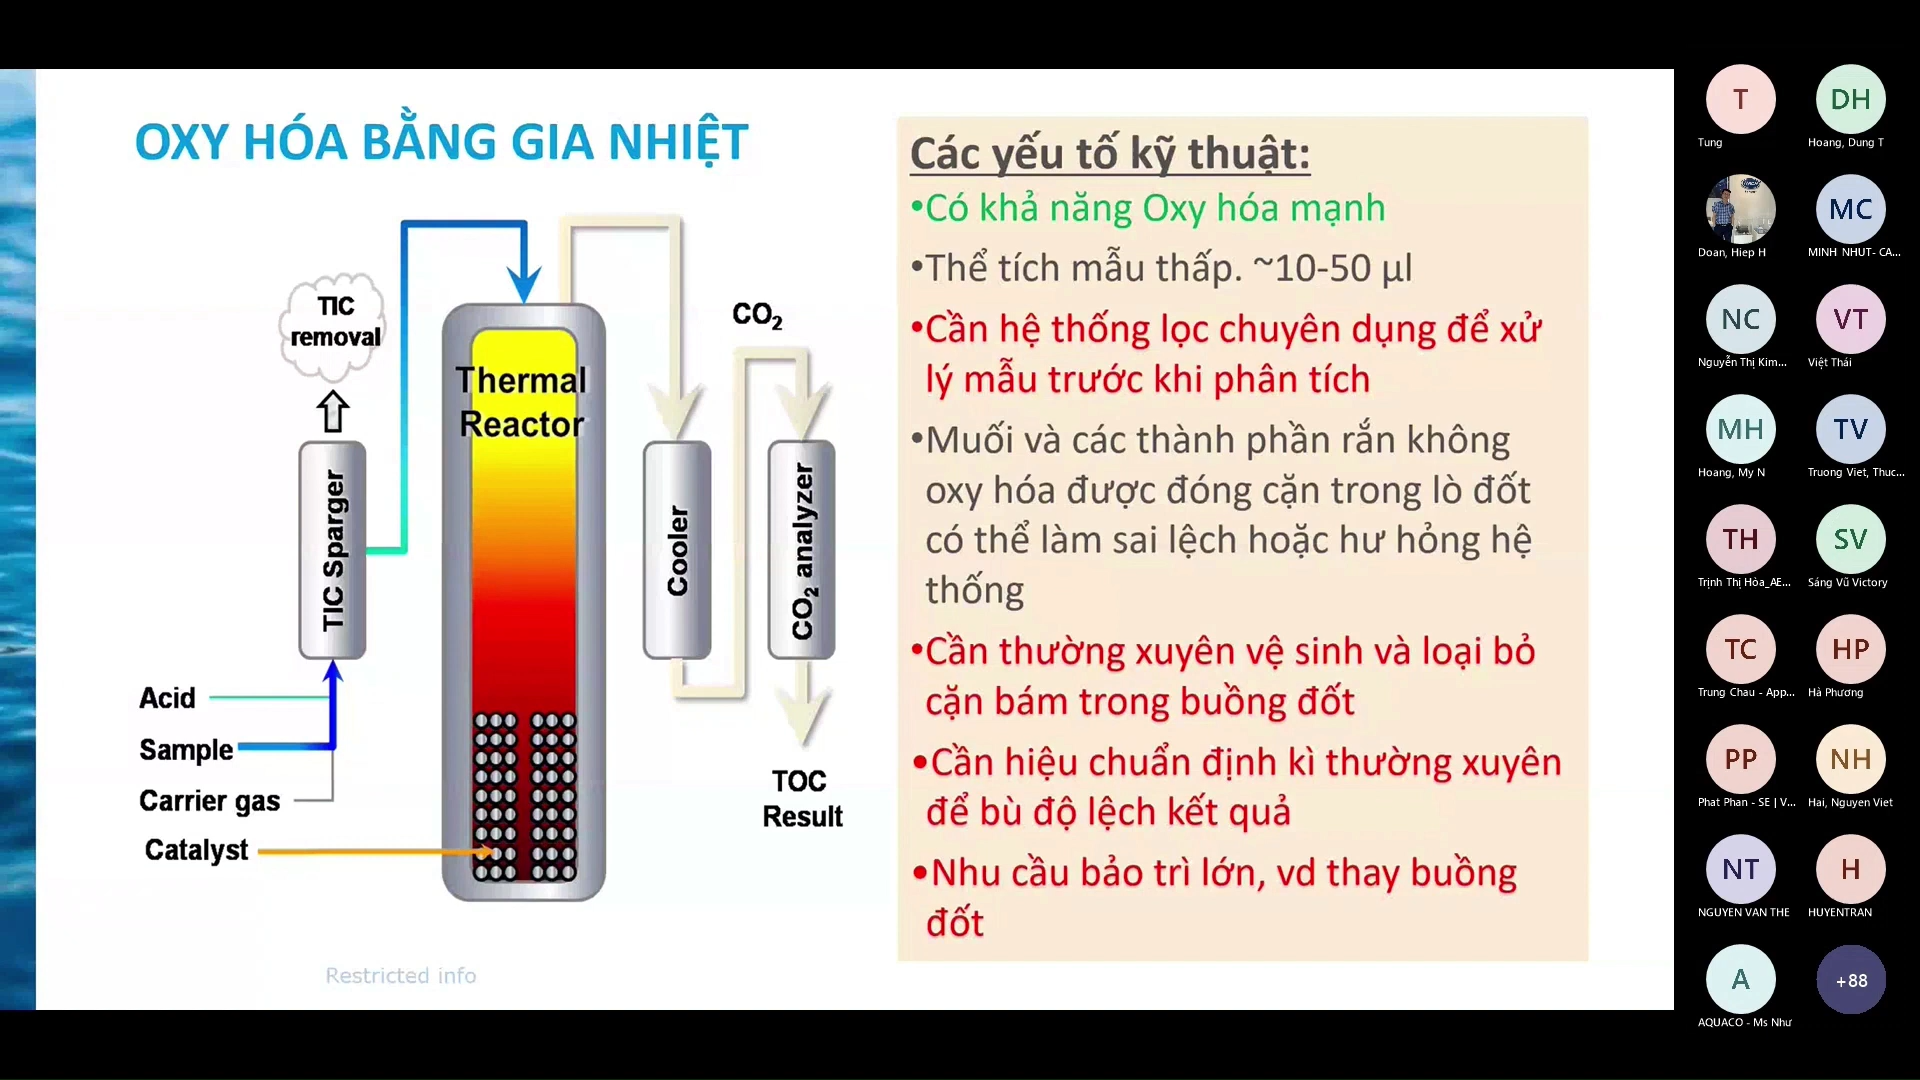 OXY HÓA BẰNG GIA NHIỆT
TIC
removal
TIC Sparger
Thermal
Reactor
Cooler
CO₂
CO₂ analyzer
Acid
Sample
Carrier gas
Catalyst
TOC
Result
Restricted info
Các yếu tố kỹ thuật:
•Có khả năng Oxy hóa mạnh
•Thể tích mẫu thấp. ~10-50 µl
•Cần hệ thống lọc chuyên dụng để xử
lý mẫu trước khi phân tích
•Muối và các thành phần rắn không
oxy hóa được đóng cặn trong lò đốt
có thể làm sai lệch hoặc hư hỏng hệ
thống
•Cần thường xuyên vệ sinh và loại bỏ
cặn bám trong buồng đốt
•Cần hiệu chuẩn định kì thường xuyên
để bù độ lệch kết quả
•Nhu cầu bảo trì lớn, vd thay buồng
đốt
T
Tung
DH
Hoang, Dung T
Doan, Hiep H
MC
MINH NHUT- CA...
NC
Nguyễn Thị Kim...
VT
Việt Thái
MH
Hoang, My N
TV
Truong Viet, Thuc...
TH
Trịnh Thị Hòa_AE...
SV
Sáng Vũ Victory
TC
Trung Chau - App...
HP
Hà Phương
PP
Phat Phan - SE | V...
NH
Hai, Nguyen Viet
NT
NGUYEN VAN THE
H
HUYENTRAN
A
AQUACO - Ms Như
+88